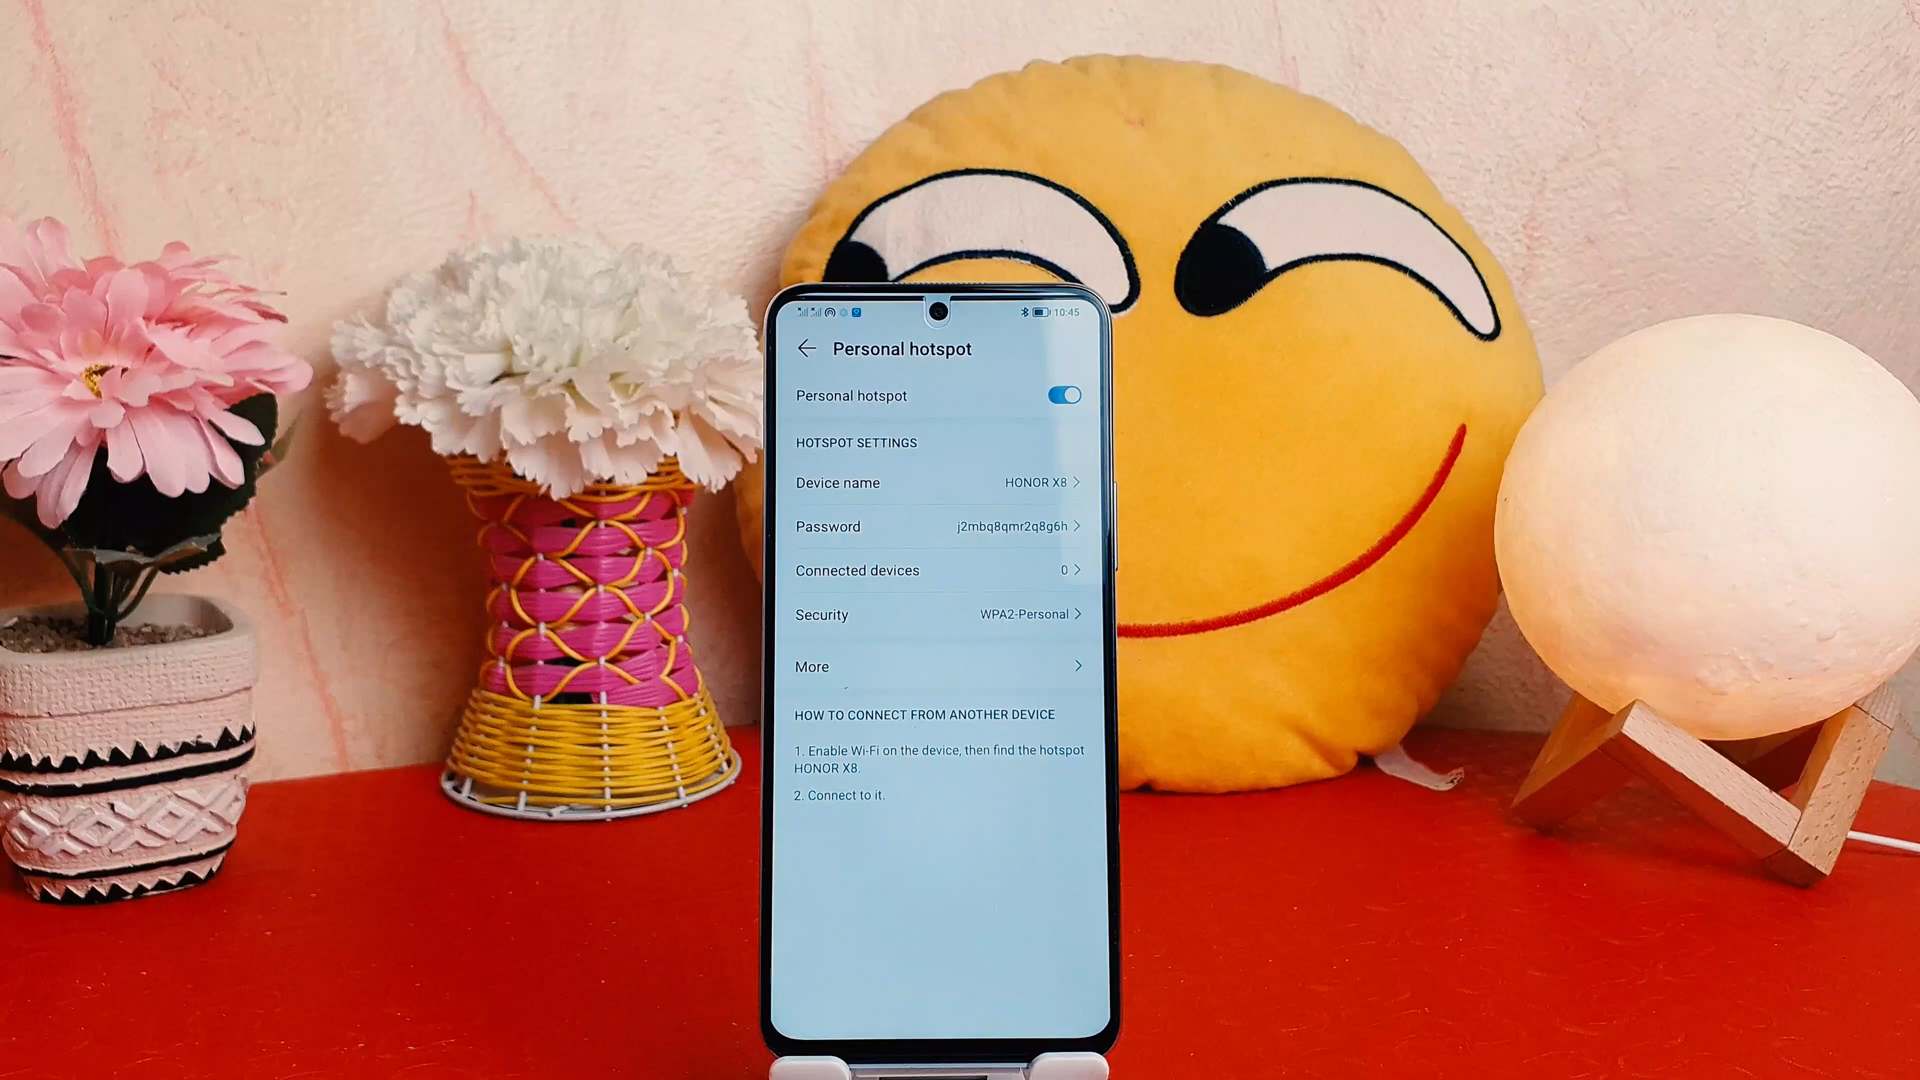 10:45
Personal hotspot
Personal hotspot
HOTSPOT SETTINGS
Device name HONOR X8
Password j2mbq8qmr2q8g6h
Connected devices 0
Security WPA2-Personal
More
HOW TO CONNECT FROM ANOTHER DEVICE
1. Enable Wi-Fi on the device, then find the hotspot
HONOR X8.
2. Connect to it.